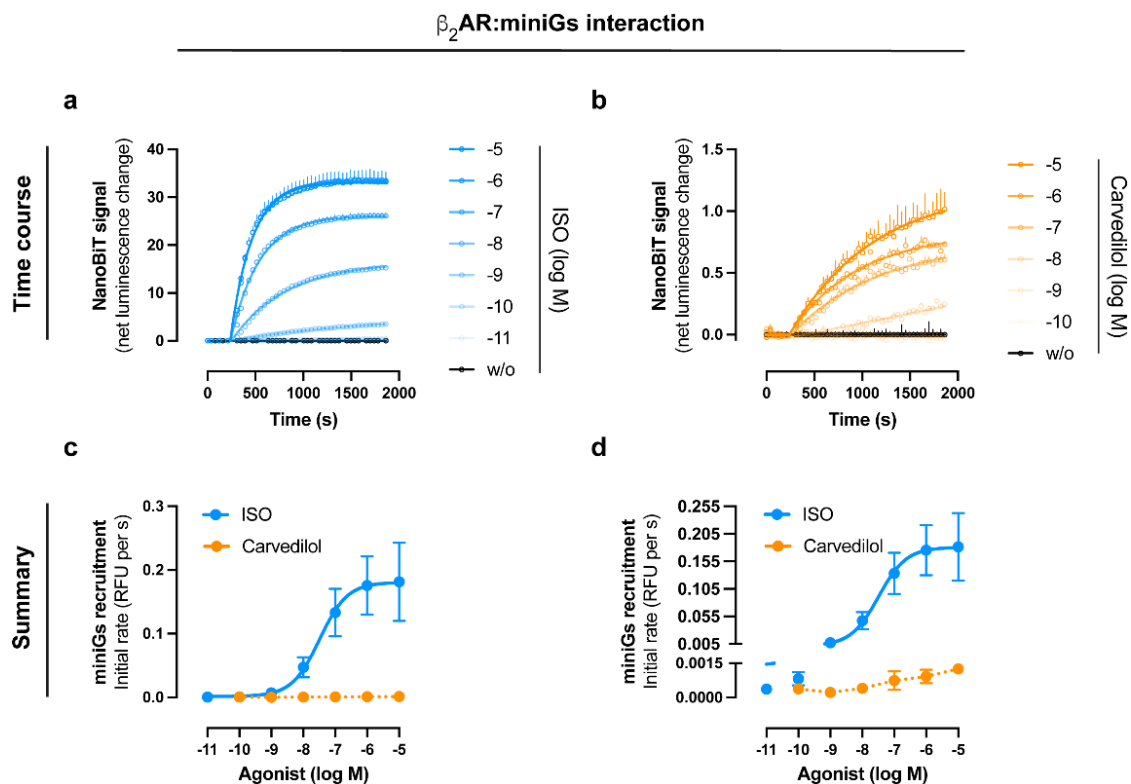 β2AR:miniGs interaction
a
Time course
NanoBiT signal
(net luminescence change)
40
30
20
10
0
0 500 1000 1500 2000
Time (s)
-5
-6
-7
-8
-9
-10
-11
w/o
ISO (log M)
b
NanoBiT signal
(net luminescence change)
1.5
1.0
0.5
0.0
0 500 1000 1500 2000
Time (s)
-5
-6
-7
-8
-9
-10
w/o
Carvedilol (log M)
c
Summary
miniGs recruitment
Initial rate (RFU per s)
0.3
0.2
0.1
0.0
ISO
Carvedilol
-11 -10 -9 -8 -7 -6 -5
Agonist (log M)
d
miniGs recruitment
Initial rate (RFU per s)
0.255
0.205
0.155
0.105
0.055
0.005
0.0015
0.0000
ISO
Carvedilol
-11 -10 -9 -8 -7 -6 -5
Agonist (log M)